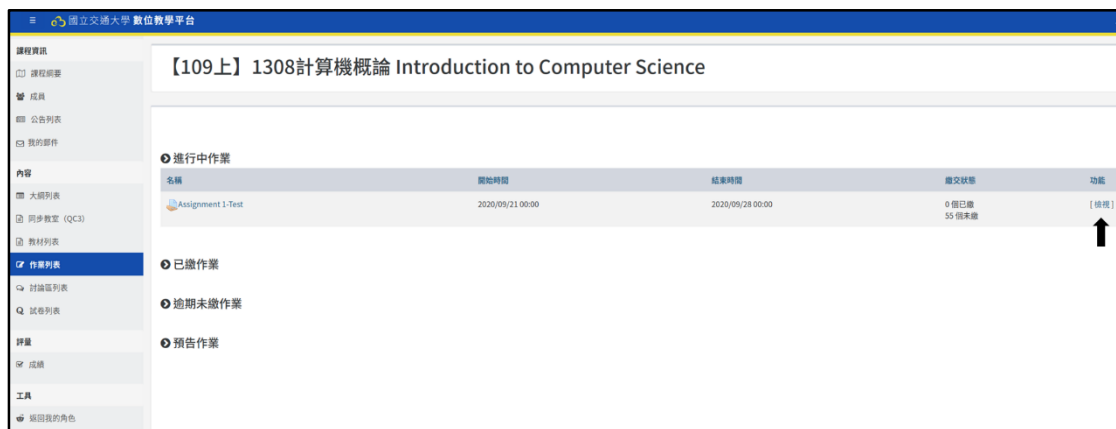 國立交通大學 數位教學平台
課程資訊
課程綱要
成員
公告列表
我的郵件
內容
大綱列表
同步教室（QC3）
教材列表
作業列表
討論區列表
試卷列表
評量
成績
工具
返回我的角色
【109上】1308計算機概論 Introduction to Computer Science
進行中作業
名稱 開始時間 結束時間 繳交狀態 功能
Assignment 1-Test 2020/09/21 00:00 2020/09/28 00:00 0 個已繳 [ 檢視 ]
55 個未繳
已繳作業
逾期未繳作業
預告作業